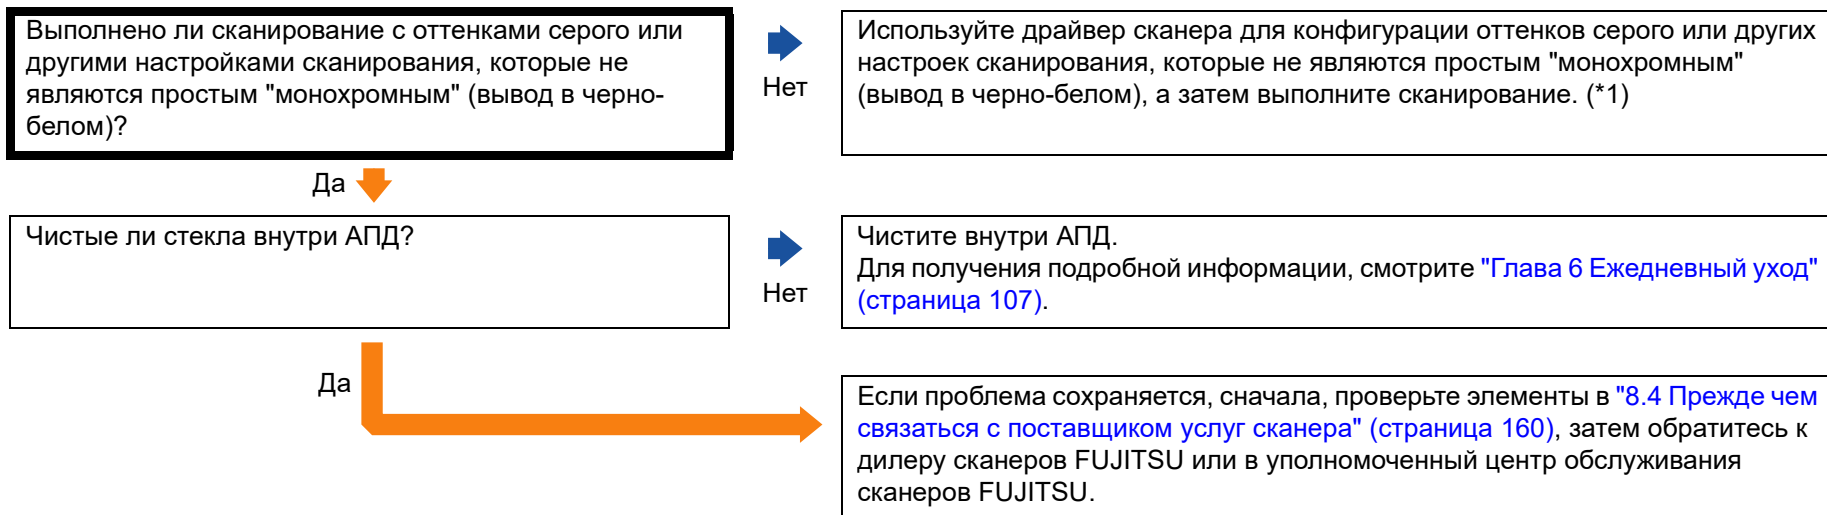 Выполнено ли сканирование с оттенками серого или
другими настройками сканирования, которые не
являются простым "монохромным" (вывод в черно-
белом)?
Нет
Используйте драйвер сканера для конфигурации оттенков серого или других
настроек сканирования, которые не являются простым "монохромным"
(вывод в черно-белом), а затем выполните сканирование. (*1)
Да
Чистые ли стекла внутри АПД?
Нет
Чистите внутри АПД.
Для получения подробной информации, смотрите "Глава 6 Ежедневный уход"
(страница 107).
Да
Если проблема сохраняется, сначала, проверьте элементы в "8.4 Прежде чем
связаться с поставщиком услуг сканера" (страница 160), затем обратитесь к
дилеру сканеров FUJITSU или в уполномоченный центр обслуживания
сканеров FUJITSU.